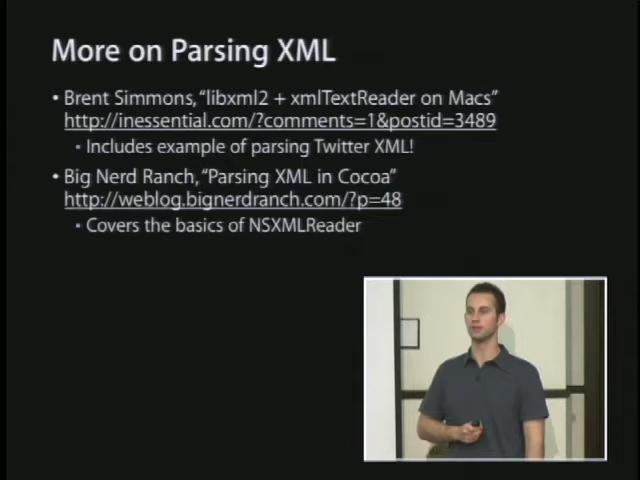 More on Parsing XML
• Brent Simmons, “libxml2 + xmlTextReader on Macs”
http://inessential.com/?comments=1&postid=3489
• Includes example of parsing Twitter XML!
• Big Nerd Ranch, “Parsing XML in Cocoa”
http://weblog.bignerdranch.com/?p=48
• Covers the basics of NSXMLReader